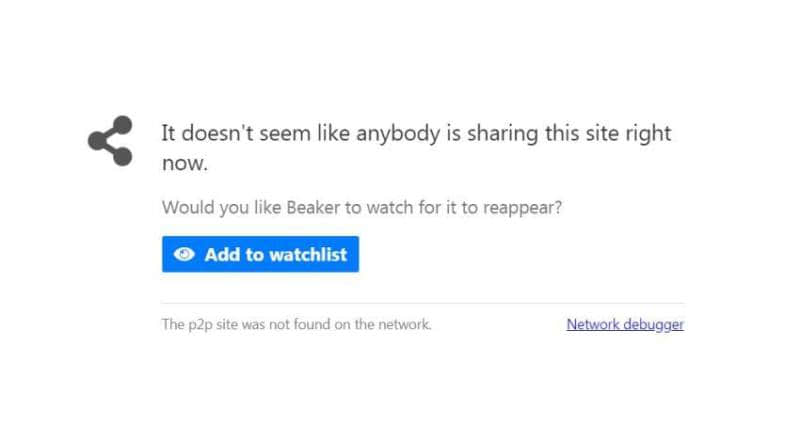 It doesn't seem like anybody is sharing this site right
now.
Would you like Beaker to watch for it to reappear?
Add to watchlist
The p2p site was not found on the network.
Network debugger